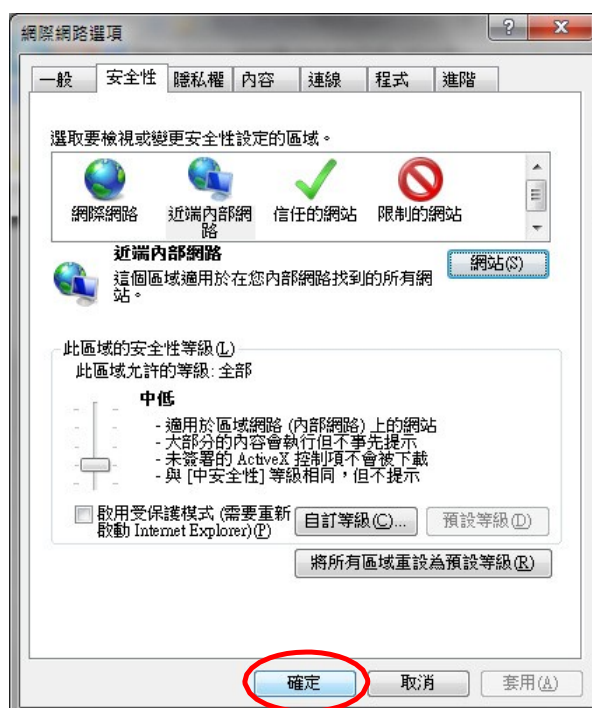 網際網路選項
一般 安全性 隱私權 內容 連線 程式 進階
選取要檢視或變更安全性設定的區域。
網際網路 近端內部網路 信任的網站 限制的網站
近端內部網路
網站(S)
這個區域適用於在您內部網路找到的所有網
站。
此區域的安全性等級(L)
此區域允許的等級: 全部
中低
- 適用於區域網路 (內部網路) 上的網站
- 大部分的內容會執行但不事先提示
- 未簽署的 ActiveX 控制項不會被下載
- 與 [中安全性] 等級相同，但不提示
啟用受保護模式 (需要重新
啟動 Internet Explorer)(P)
自訂等級(C)... 預設等級(D)
將所有區域重設為預設等級(R)
確定 取消 套用(A)